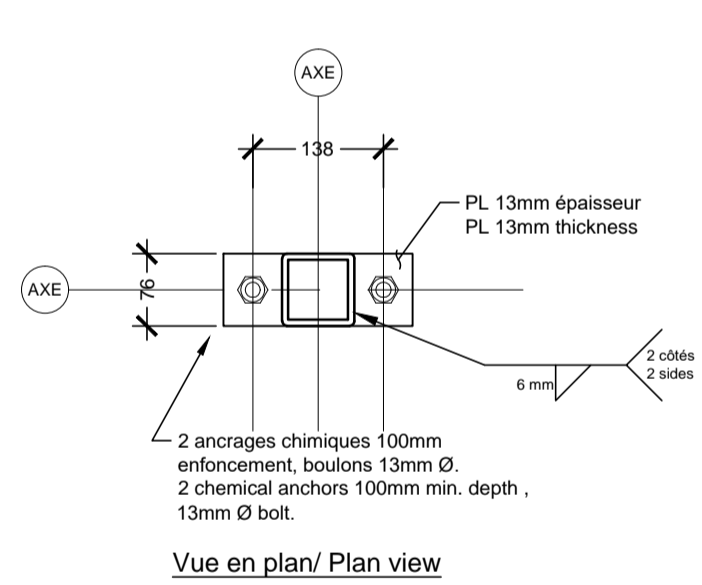 AXE
138
PL 13mm épaisseur
PL 13mm thickness
AXE
76
2 côtés
2 sides
6 mm
2 ancrages chimiques 100mm
enfoncement, boulons 13mm Ø.
2 chemical anchors 100mm min. depth ,
13mm Ø bolt.
Vue en plan/ Plan view